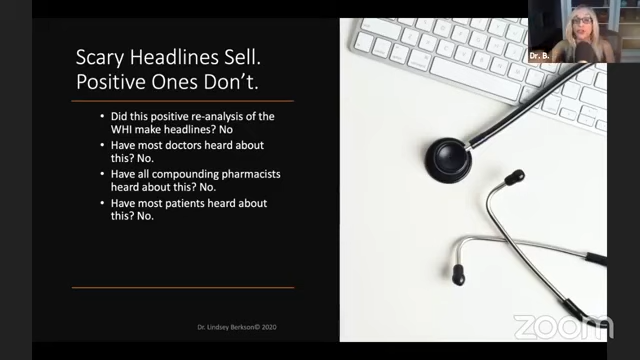 Scary Headlines Sell.
Positive Ones Don't.
• Did this positive re-analysis of the
WHI make headlines? No
• Have most doctors heard about
this? No.
• Have all compounding pharmacists
heard about this? No.
• Have most patients heard about
this? No.
Dr. Lindsey Berkson© 2020
Dr. B.
zoom